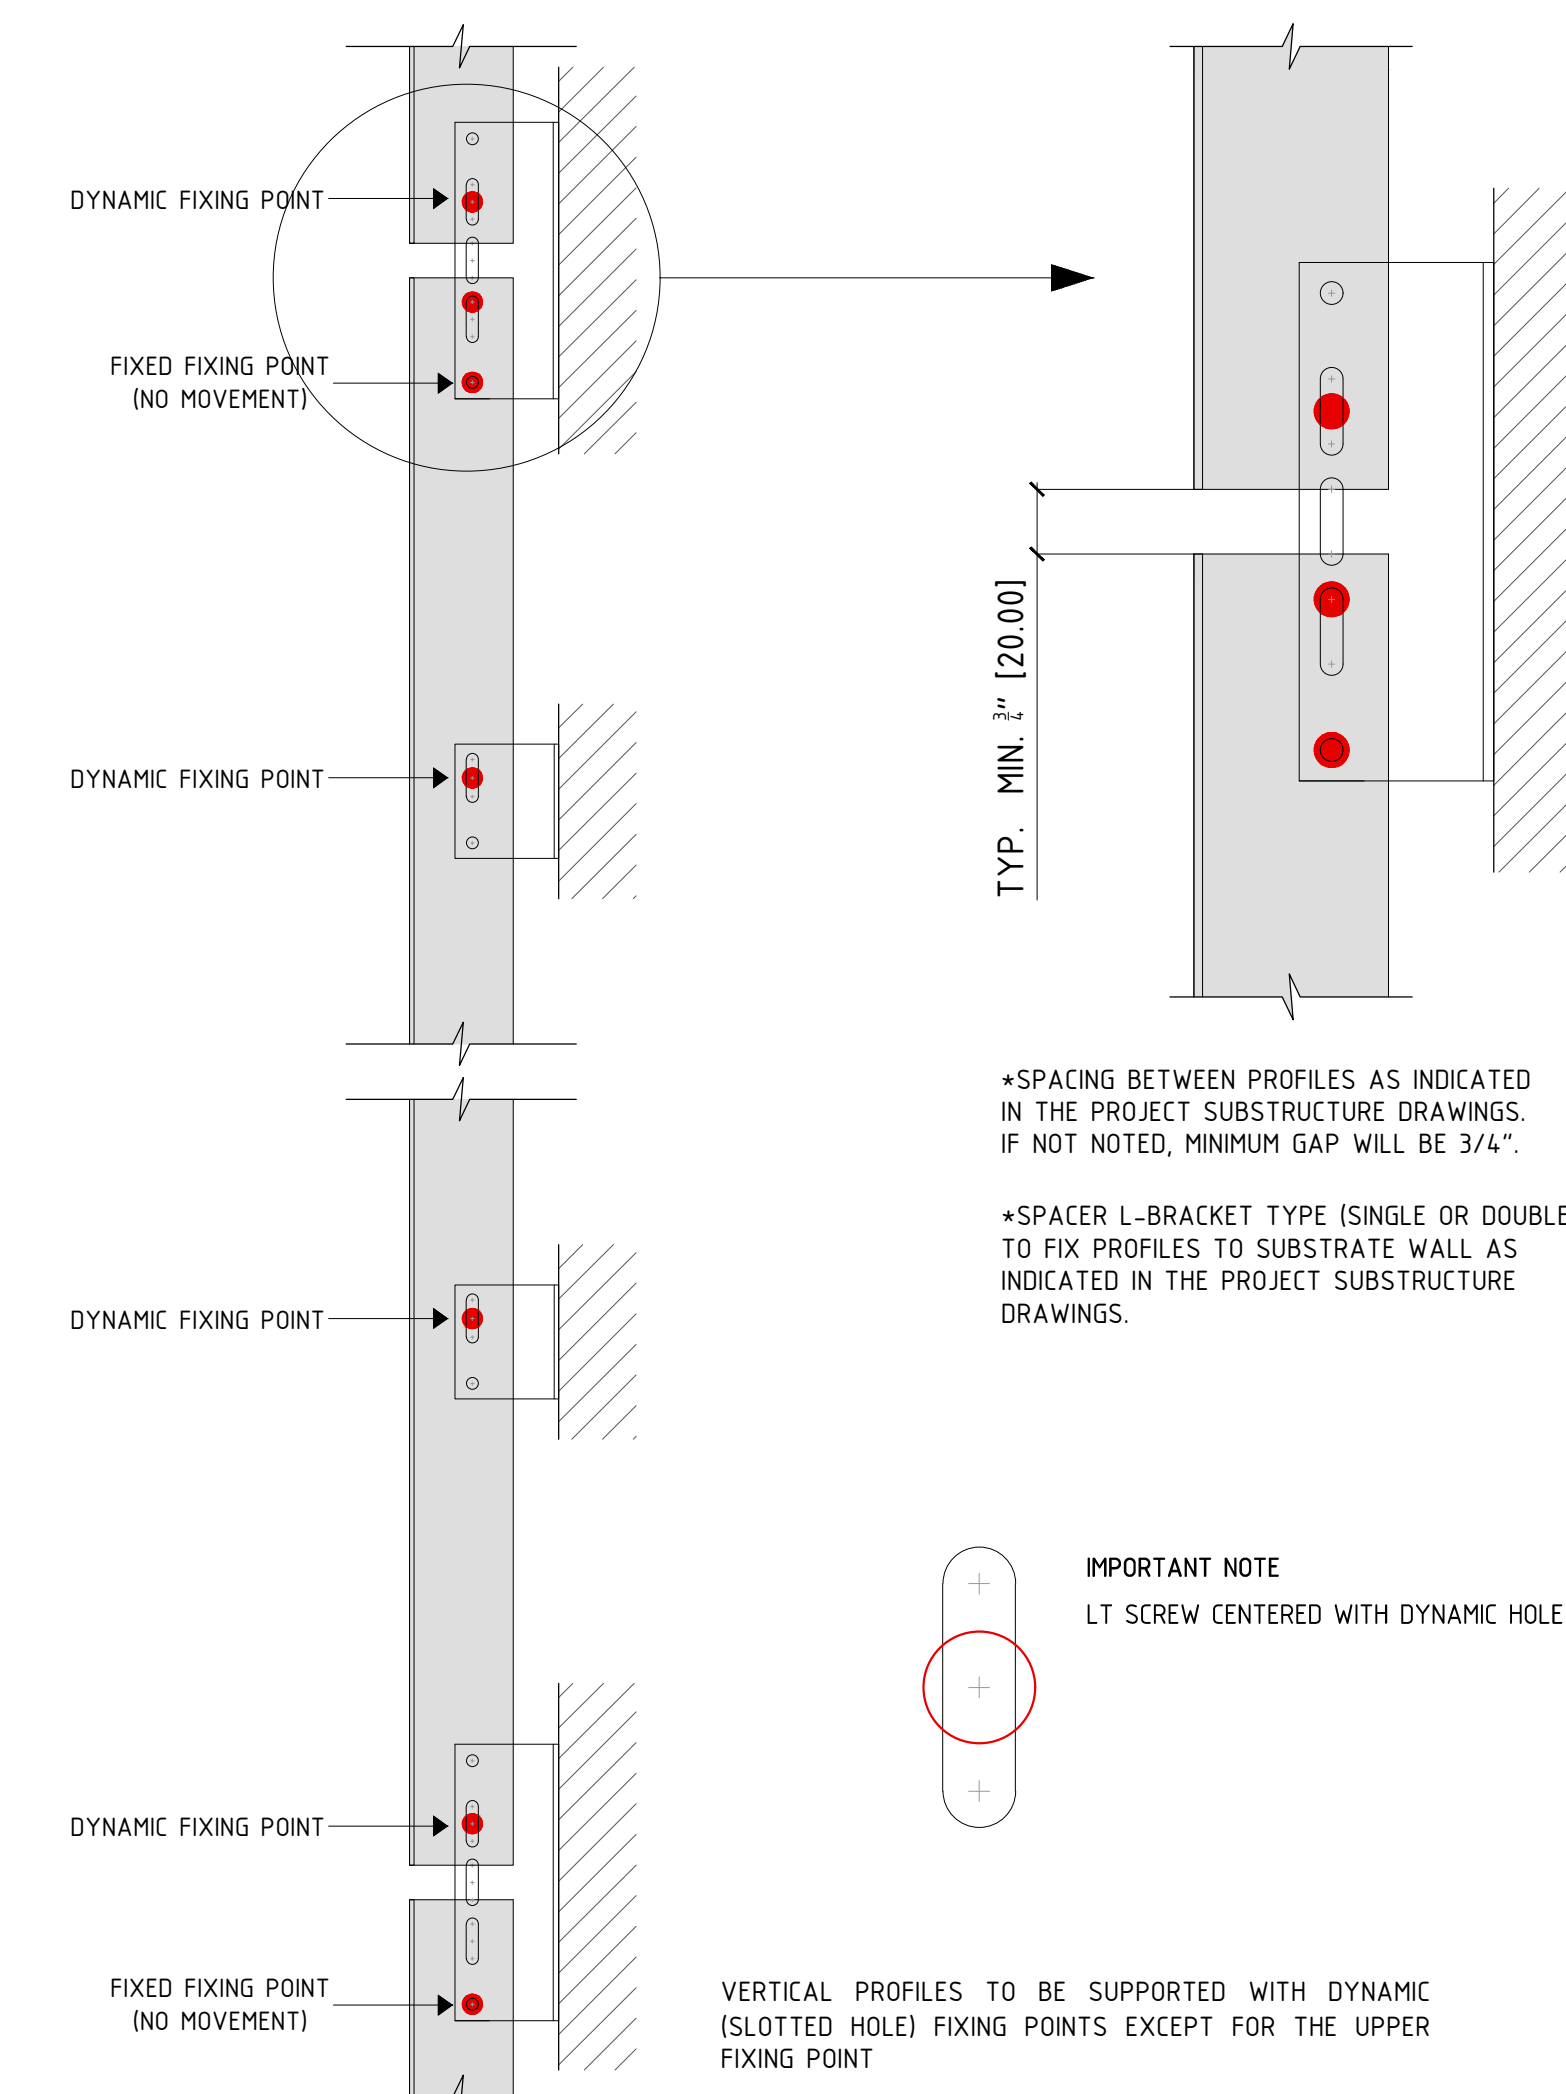 DYNAMIC FIXING POINT
FIXED FIXING POINT
(NO MOVEMENT)
DYNAMIC FIXING POINT
DYNAMIC FIXING POINT
DYNAMIC FIXING POINT
FIXED FIXING POINT
(NO MOVEMENT)
TYP. MIN. 3/4" [20.00]
*SPACING BETWEEN PROFILES AS INDICATED
IN THE PROJECT SUBSTRUCTURE DRAWINGS.
IF NOT NOTED, MINIMUM GAP WILL BE 3/4".
*SPACER L-BRACKET TYPE (SINGLE OR DOUBLE
TO FIX PROFILES TO SUBSTRATE WALL AS
INDICATED IN THE PROJECT SUBSTRUCTURE
DRAWINGS.
IMPORTANT NOTE
LT SCREW CENTERED WITH DYNAMIC HOLE
VERTICAL PROFILES TO BE SUPPORTED WITH DYNAMIC
(SLOTTED HOLE) FIXING POINTS EXCEPT FOR THE UPPER
FIXING POINT